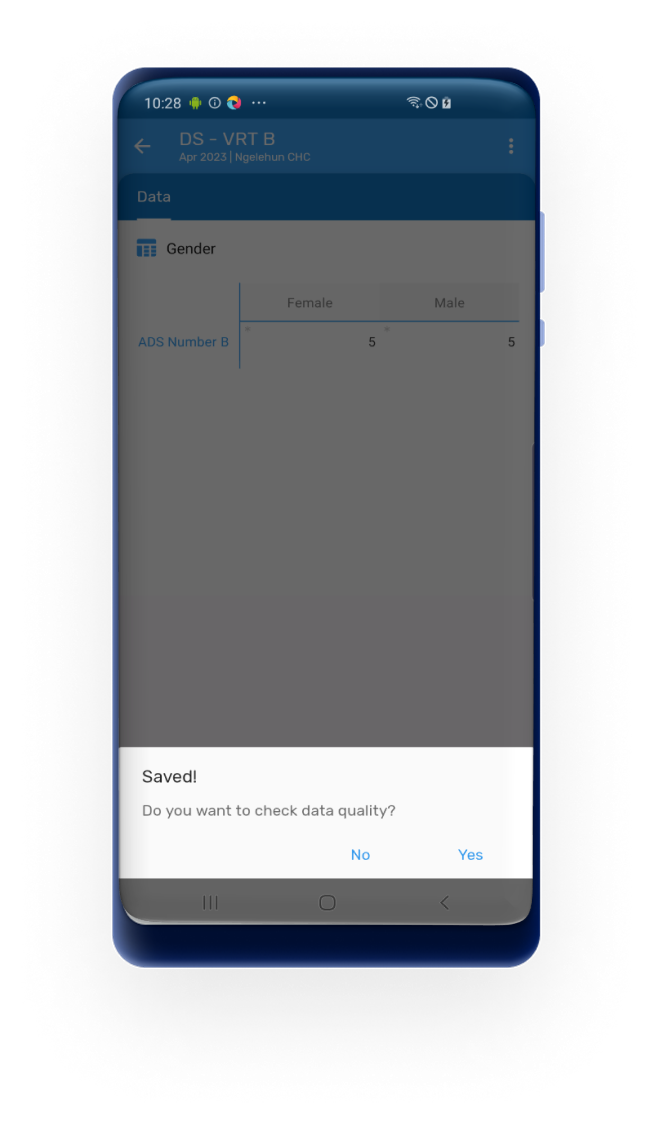 10:28
DS - VRT B
Apr 2023 | Ngelehun CHC
Data
Gender
Female Male
ADS Number B * 5 * 5
Saved!
Do you want to check data quality?
No Yes